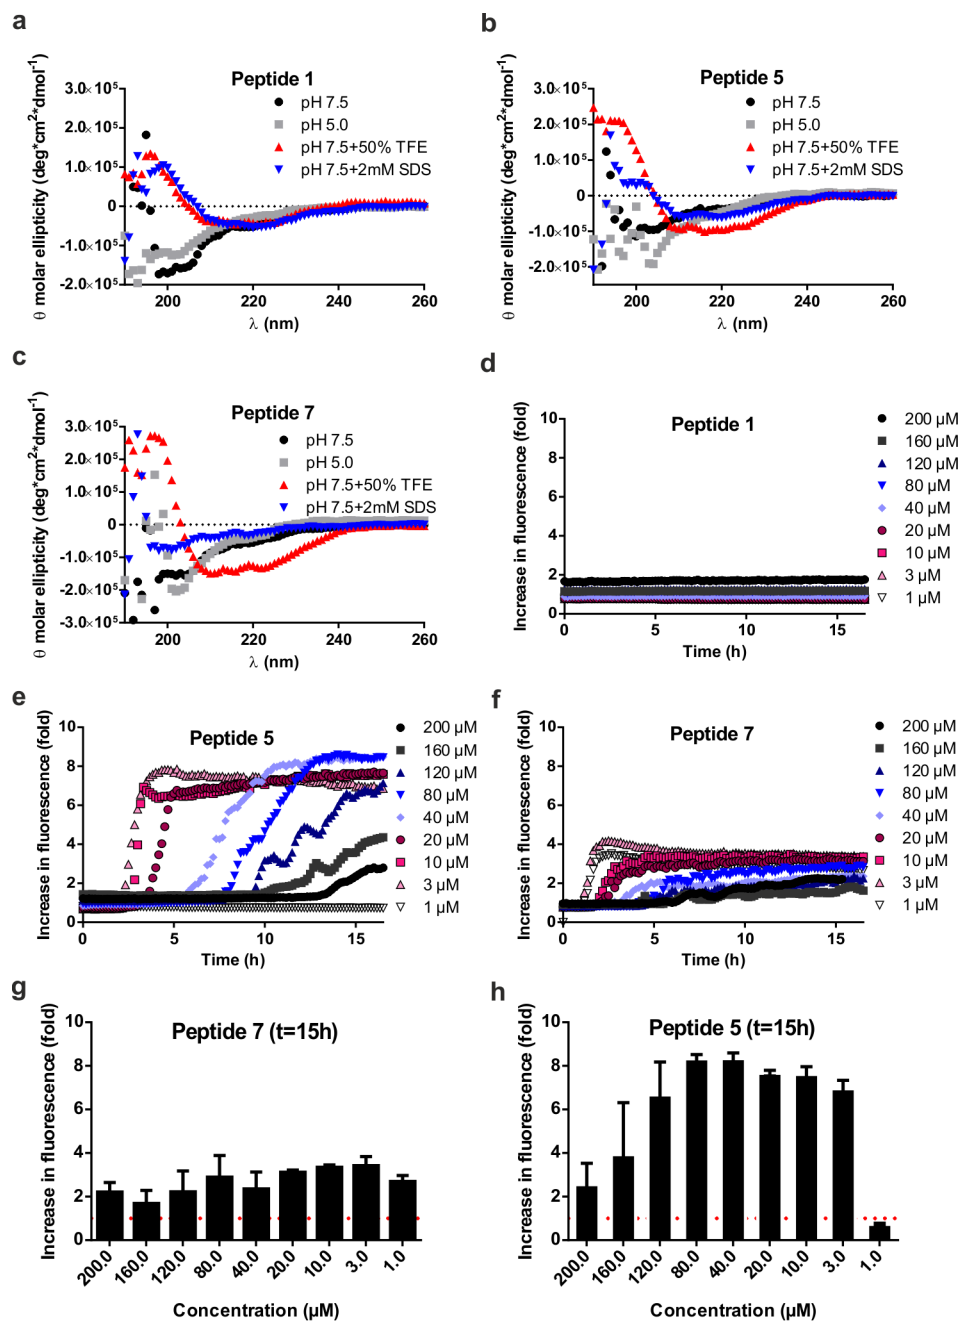 a
Peptide 1
θ molar ellipticity (deg*cm²*dmol⁻¹)
3.0×10⁵
2.0×10⁵
1.0×10⁵
0
-1.0×10⁵
-2.0×10⁵
pH 7.5
pH 5.0
pH 7.5+50% TFE
pH 7.5+2mM SDS
200 220 240 260
λ (nm)
b
Peptide 5
θ molar ellipticity (deg*cm²*dmol⁻¹)
3.0×10⁵
2.0×10⁵
1.0×10⁵
0
-1.0×10⁵
-2.0×10⁵
pH 7.5
pH 5.0
pH 7.5+50% TFE
pH 7.5+2mM SDS
200 220 240 260
λ (nm)
c
Peptide 7
θ molar ellipticity (deg*cm²*dmol⁻¹)
3.0×10⁵
2.0×10⁵
1.0×10⁵
0
-1.0×10⁵
-2.0×10⁵
-3.0×10⁵
pH 7.5
pH 5.0
pH 7.5+50% TFE
pH 7.5+2mM SDS
200 220 240 260
λ (nm)
d
Peptide 1
Increase in fluorescence (fold)
10
8
6
4
2
0
0 5 10 15
Time (h)
200 µM
160 µM
120 µM
80 µM
40 µM
20 µM
10 µM
3 µM
1 µM
e
Peptide 5
Increase in fluorescence (fold)
10
8
6
4
2
0
0 5 10 15
Time (h)
200 µM
160 µM
120 µM
80 µM
40 µM
20 µM
10 µM
3 µM
1 µM
f
Peptide 7
Increase in fluorescence (fold)
10
8
6
4
2
0
0 5 10 15
Time (h)
200 µM
160 µM
120 µM
80 µM
40 µM
20 µM
10 µM
3 µM
1 µM
g
Peptide 7 (t=15h)
Increase in fluorescence (fold)
10
8
6
4
2
0
200.0 160.0 120.0 80.0 40.0 20.0 10.0 3.0 1.0
Concentration (µM)
h
Peptide 5 (t=15h)
Increase in fluorescence (fold)
10
8
6
4
2
0
200.0 160.0 120.0 80.0 40.0 20.0 10.0 3.0 1.0
Concentration (µM)